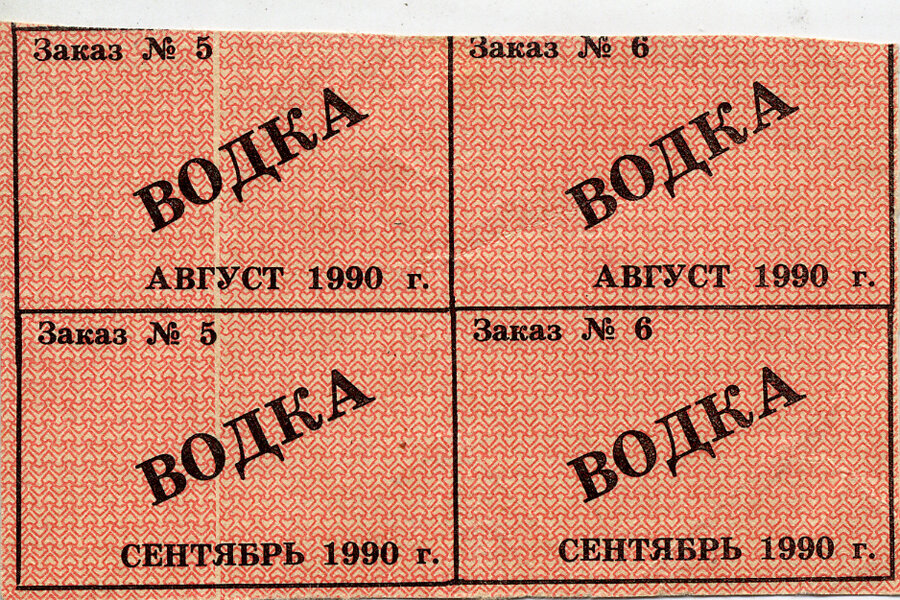 Заказ № 5
ВОДКА
АВГУСТ 1990 г.
Заказ № 6
ВОДКА
АВГУСТ 1990 г.
Заказ № 5
ВОДКА
СЕНТЯБРЬ 1990 г.
Заказ № 6
ВОДКА
СЕНТЯБРЬ 1990 г.